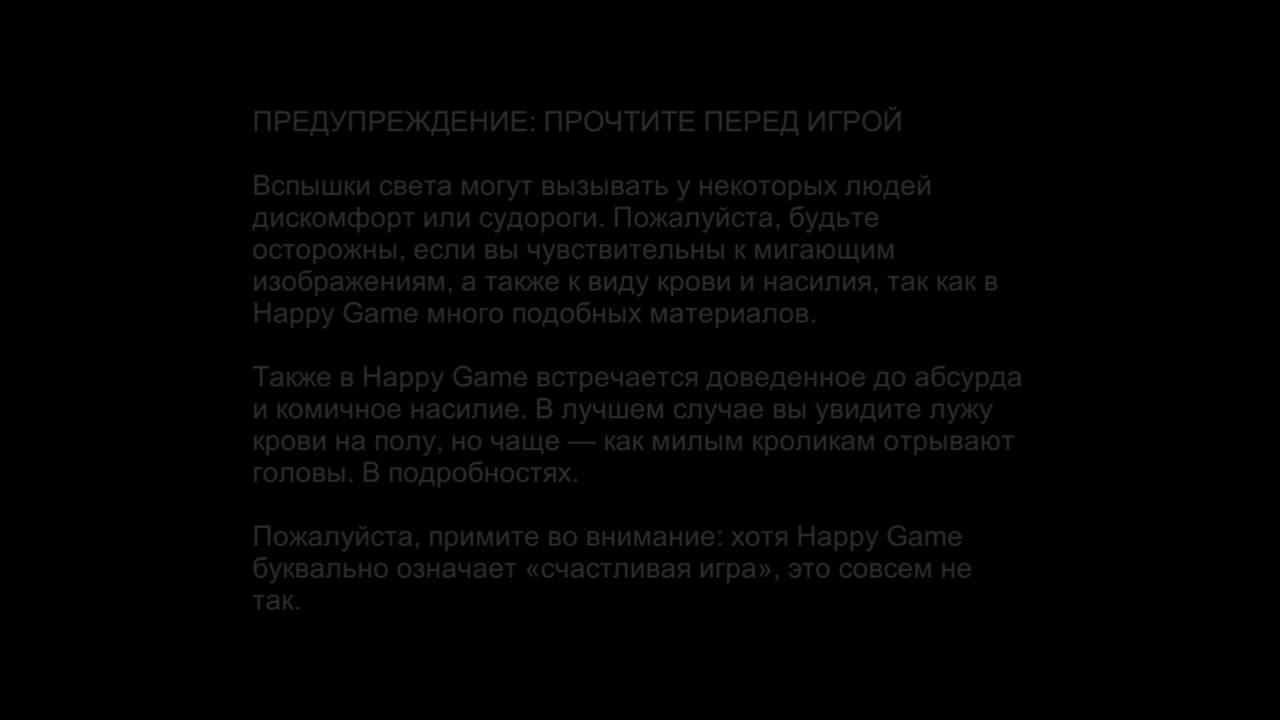 ПРЕДУПРЕЖДЕНИЕ: ПРОЧТИТЕ ПЕРЕД ИГРОЙ
Вспышки света могут вызывать у некоторых людей
дискомфорт или судороги. Пожалуйста, будьте
осторожны, если вы чувствительны к мигающим
изображениям, а также к виду крови и насилия, так как в
Happy Game много подобных материалов.
Также в Happy Game встречается доведенное до абсурда
и комичное насилие. В лучшем случае вы увидите лужу
крови на полу, но чаще — как милым кроликам отрывают
головы. В подробностях.
Пожалуйста, примите во внимание: хотя Happy Game
буквально означает «счастливая игра», это совсем не
так.